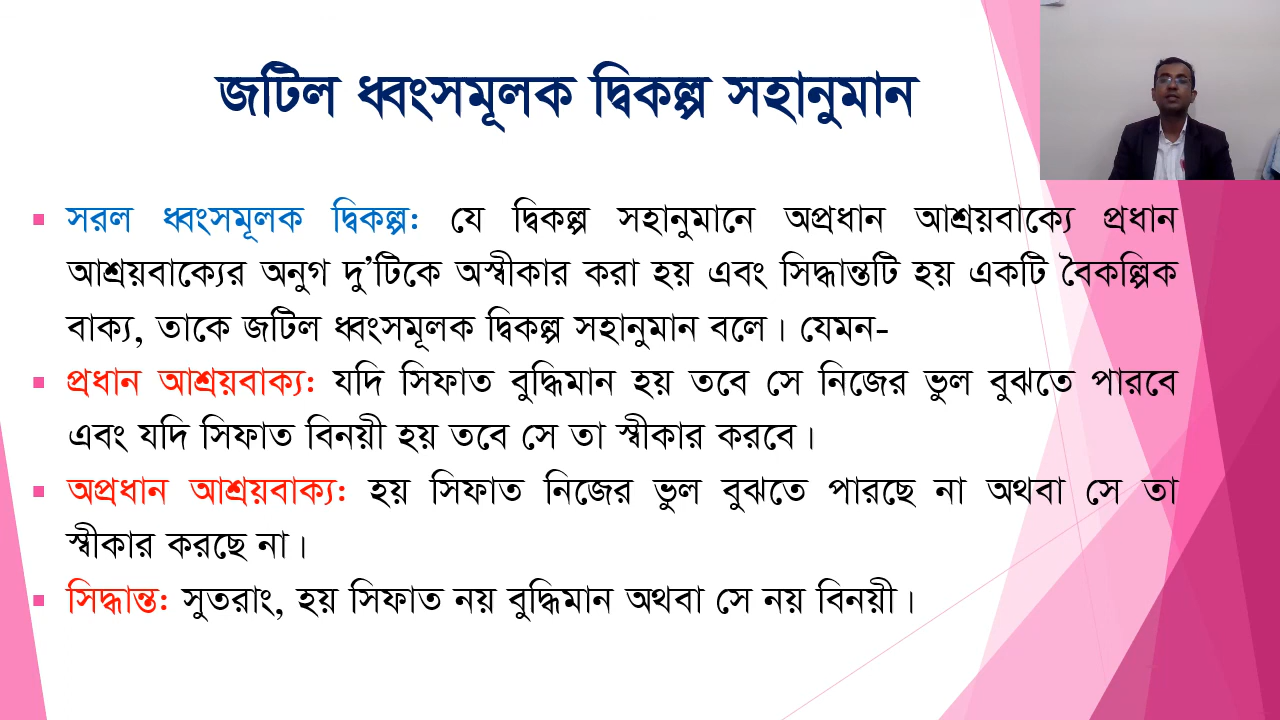 জটিল ধ্বংসমূলক দ্বিকল্প সহানুমান
সরল ধ্বংসমূলক দ্বিকল্প: যে দ্বিকল্প সহানুমানে অপ্রধান আশ্রয়বাক্যে প্রধান
আশ্রয়বাক্যের অনুগ দু’টিকে অস্বীকার করা হয় এবং সিদ্ধান্তটি হয় একটি বৈকল্পিক
বাক্য, তাকে জটিল ধ্বংসমূলক দ্বিকল্প সহানুমান বলে। যেমন-
প্রধান আশ্রয়বাক্য: যদি সিফাত বুদ্ধিমান হয় তবে সে নিজের ভুল বুঝতে পারবে
এবং যদি সিফাত বিনয়ী হয় তবে সে তা স্বীকার করবে।
অপ্রধান আশ্রয়বাক্য: হয় সিফাত নিজের ভুল বুঝতে পারছে না অথবা সে তা
স্বীকার করছে না।
সিদ্ধান্ত: সুতরাং, হয় সিফাত নয় বুদ্ধিমান অথবা সে নয় বিনয়ী।